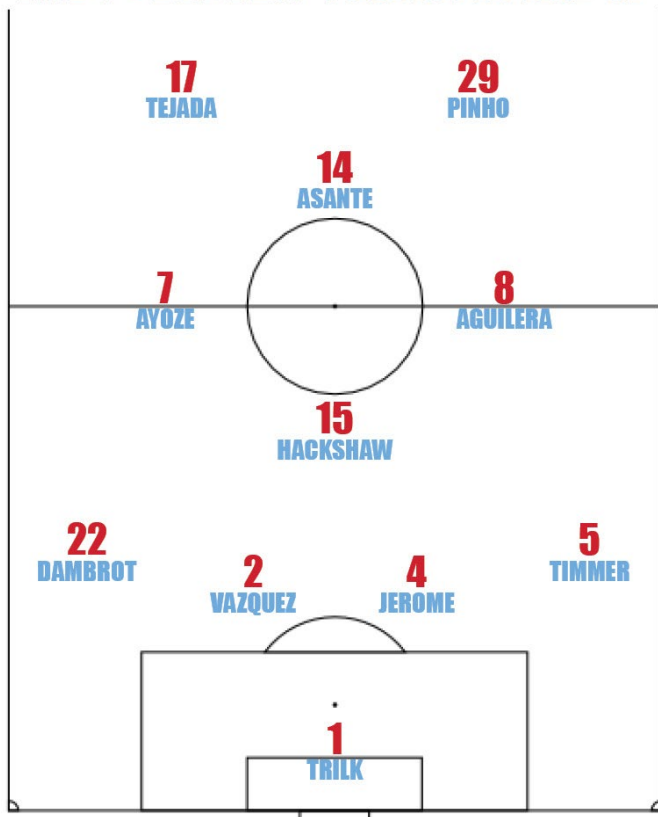 17
TEJADA
29
PINHO
14
ASANTE
7
AYOZE
8
AGUILERA
15
HACKSHAW
22
DAMBROT
5
TIMMER
2
VAZQUEZ
4
JEROME
1
TRILK